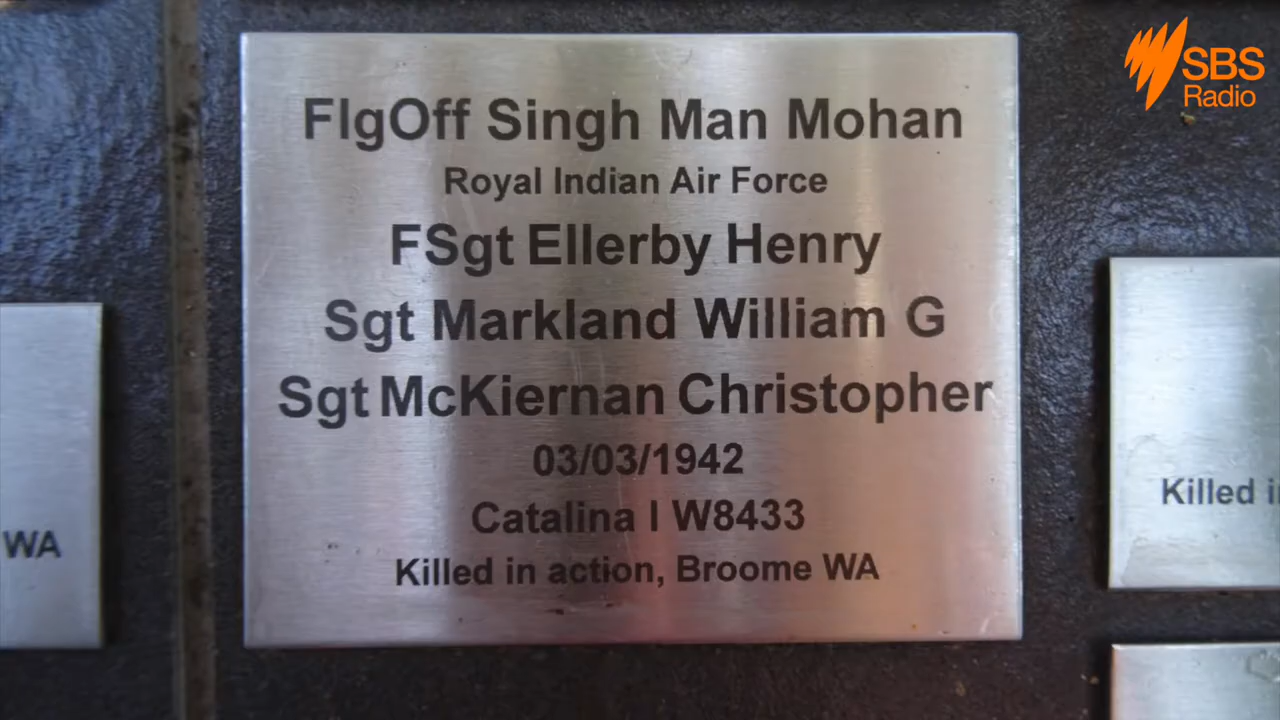 SBS
Radio
FlgOff Singh Man Mohan
Royal Indian Air Force
FSgt Ellerby Henry
Sgt Markland William G
Sgt McKiernan Christopher
03/03/1942
Catalina I W8433
Killed in action, Broome WA
WA
Killed